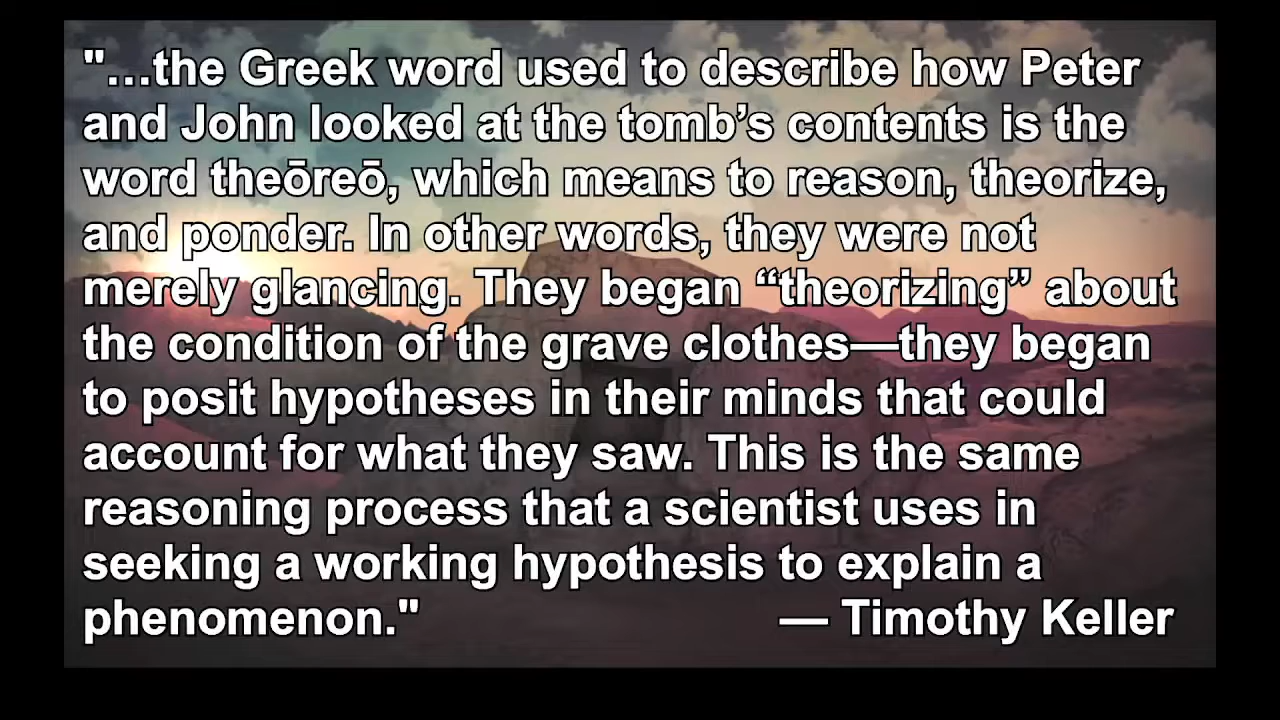 "…the Greek word used to describe how Peter
and John looked at the tomb’s contents is the
word theōreō, which means to reason, theorize,
and ponder. In other words, they were not
merely glancing. They began “theorizing” about
the condition of the grave clothes—they began
to posit hypotheses in their minds that could
account for what they saw. This is the same
reasoning process that a scientist uses in
seeking a working hypothesis to explain a
phenomenon." — Timothy Keller